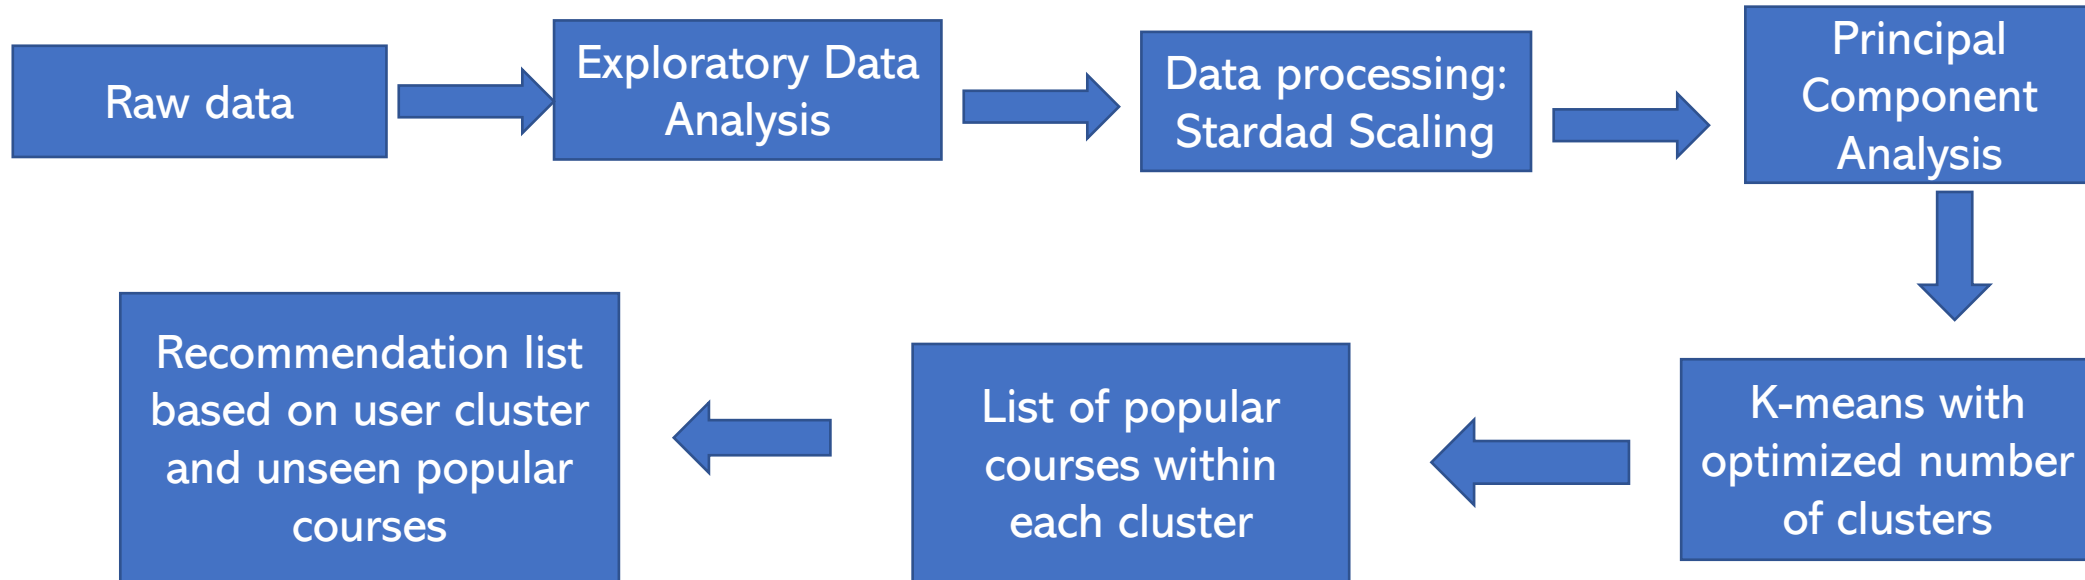 Raw data
Exploratory Data
Analysis
Data processing:
Stardad Scaling
Principal
Component
Analysis
K-means with
optimized number
of clusters
List of popular
courses within
each cluster
Recommendation list
based on user cluster
and unseen popular
courses